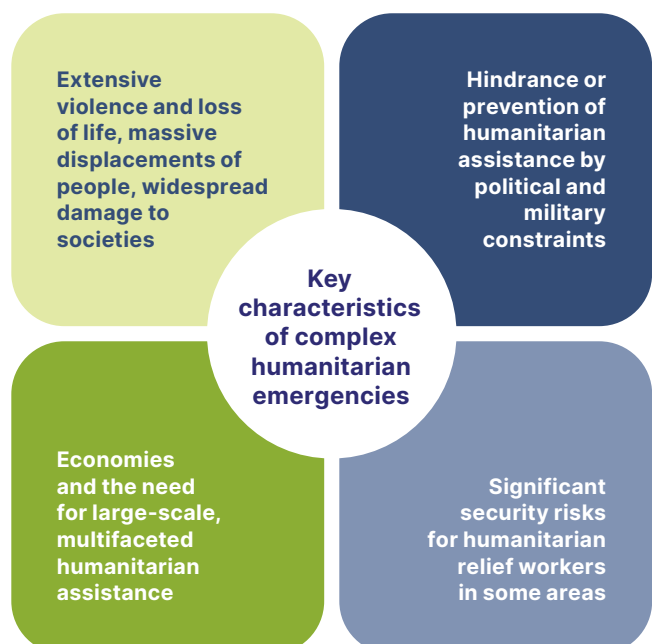 Extensive
violence and loss
of life, massive
displacements of
people, widespread
damage to
societies
Hindrance or
prevention of
humanitarian
assistance by
political and
military
constraints
Key
characteristics
of complex
humanitarian
emergencies
Economies
and the need
for large-scale,
multifaceted
humanitarian
assistance
Significant
security risks
for humanitarian
relief workers
in some areas